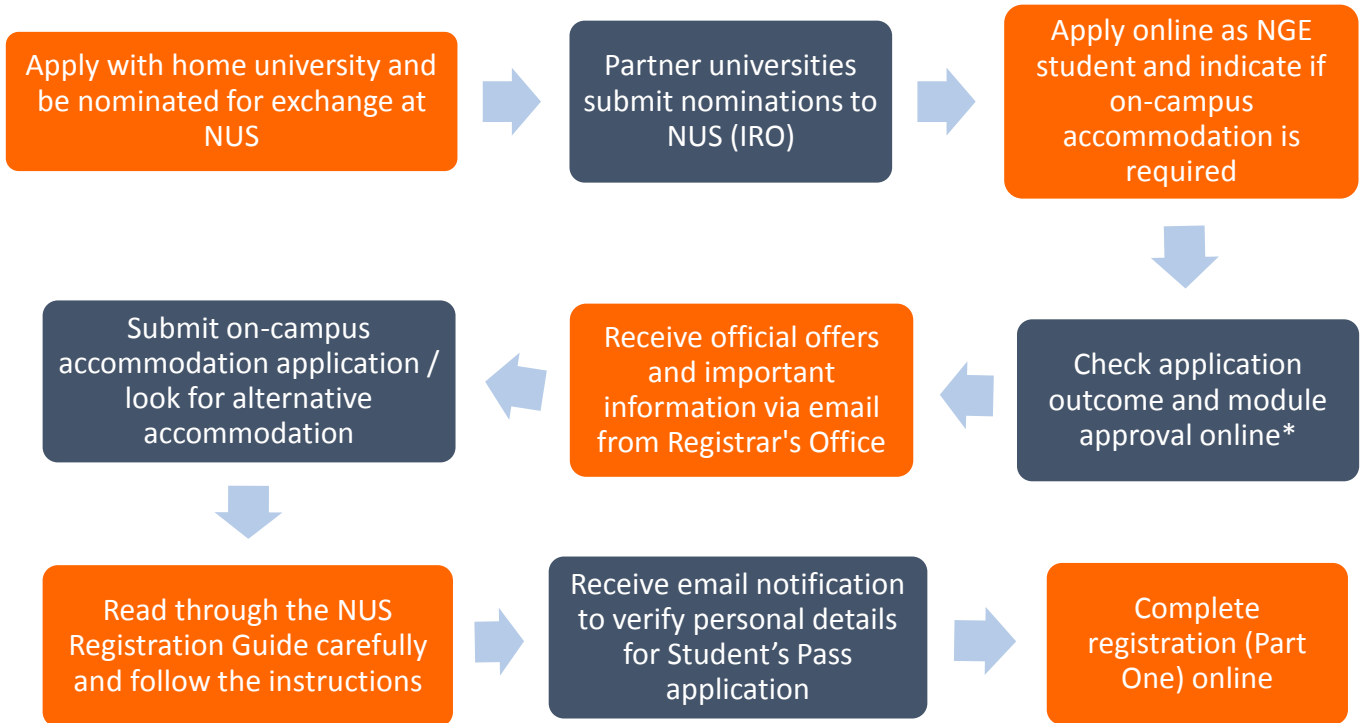 Apply with home university and
be nominated for exchange at
NUS
Partner universities
submit nominations to
NUS (IRO)
Apply online as NGE
student and indicate if
on-campus
accommodation is
required
Check application
outcome and module
approval online*
Receive official offers
and important
information via email
from Registrar's Office
Submit on-campus
accommodation application /
look for alternative
accommodation
Read through the NUS
Registration Guide carefully
and follow the instructions
Receive email notification
to verify personal details
for Student’s Pass
application
Complete
registration (Part
One) online